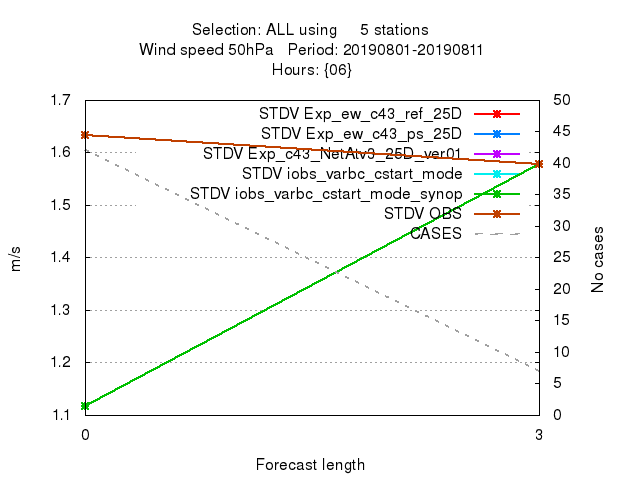 Selection: ALL using 5 stations
Wind speed 50hPa Period: 20190801-20190811
Hours: {06}
1.7
1.6
1.5
1.4
1.3
1.2
1.1
50
45
40
35
30
25
20
15
10
5
0
m/s
No cases
STDV Exp_ew_c43_ref_25D
STDV Exp_ew_c43_ps_25D
STDV Exp_c43_NetAtv3_25D_ver01
STDV iobs_varbc_cstart_mode
STDV iobs_varbc_cstart_mode_synop
STDV OBS
CASES
0
3
Forecast length